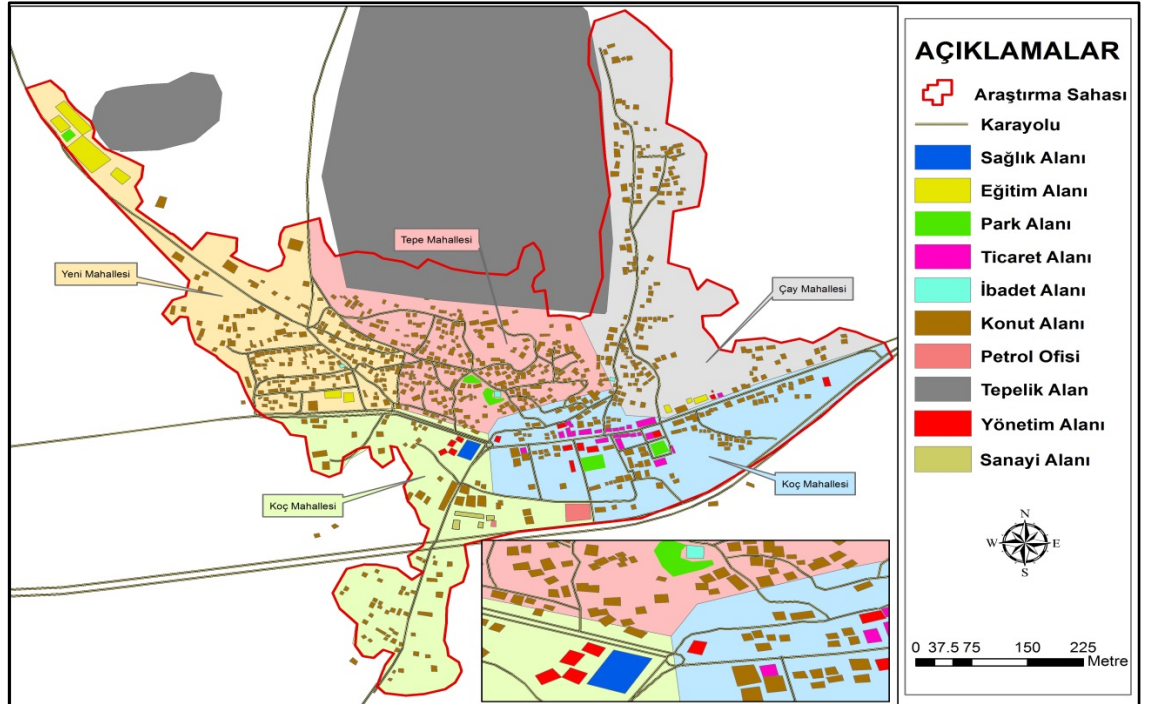 Tepe Mahallesi
Yeni Mahallesi
Çay Mahallesi
Koç Mahallesi
Koç Mahallesi
AÇIKLAMALAR
Araştırma Sahası
Karayolu
Sağlık Alanı
Eğitim Alanı
Park Alanı
Ticaret Alanı
İbadet Alanı
Konut Alanı
Petrol Ofisi
Tepelik Alan
Yönetim Alanı
Sanayi Alanı
N
W E
S
0 37.5 75 150 225
Metre